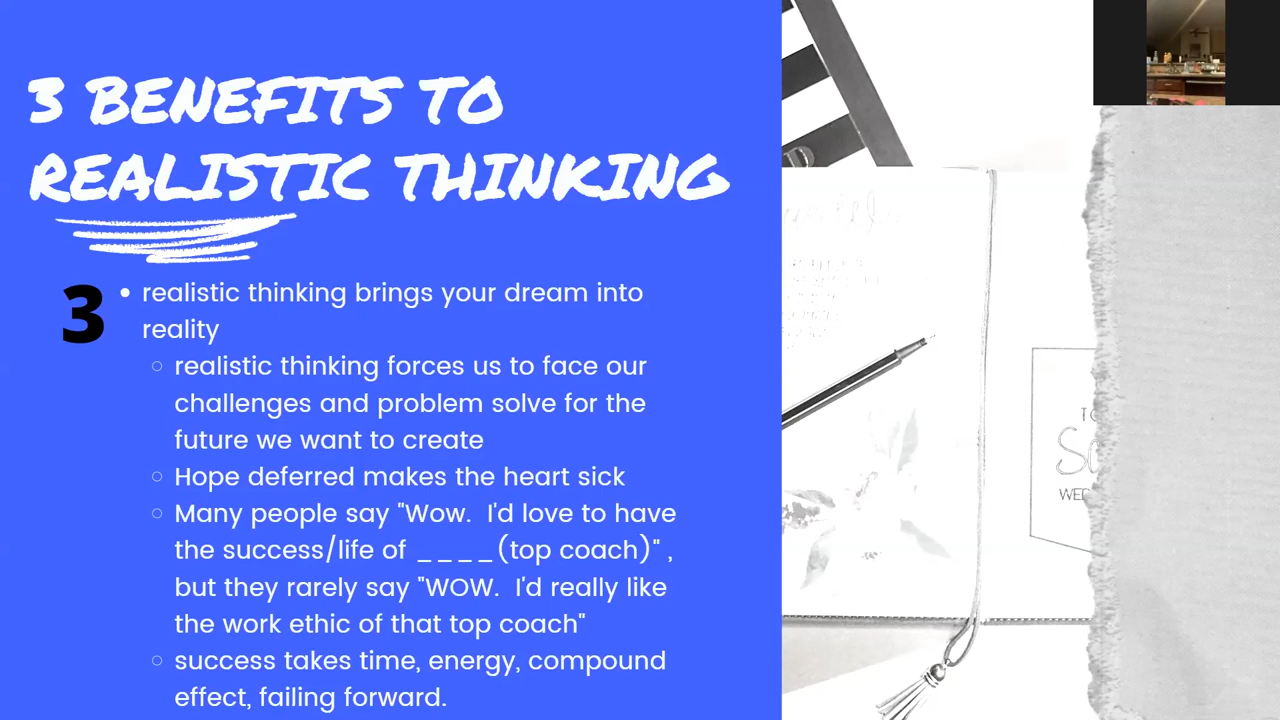 3 BENEFITS TO
REALISTIC THINKING
3
• realistic thinking brings your dream into
reality
○ realistic thinking forces us to face our
challenges and problem solve for the
future we want to create
○ Hope deferred makes the heart sick
○ Many people say "Wow.  I'd love to have
the success/life of ____(top coach)" ,
but they rarely say "WOW.  I'd really like
the work ethic of that top coach"
○ success takes time, energy, compound
effect, failing forward.